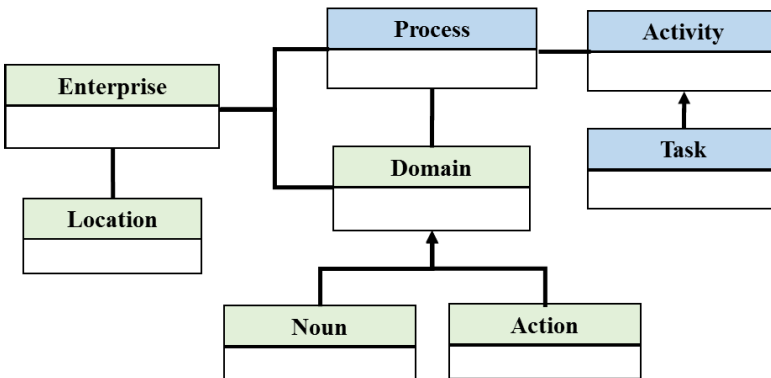 Process
Activity
Enterprise
Domain
Task
Location
Noun
Action